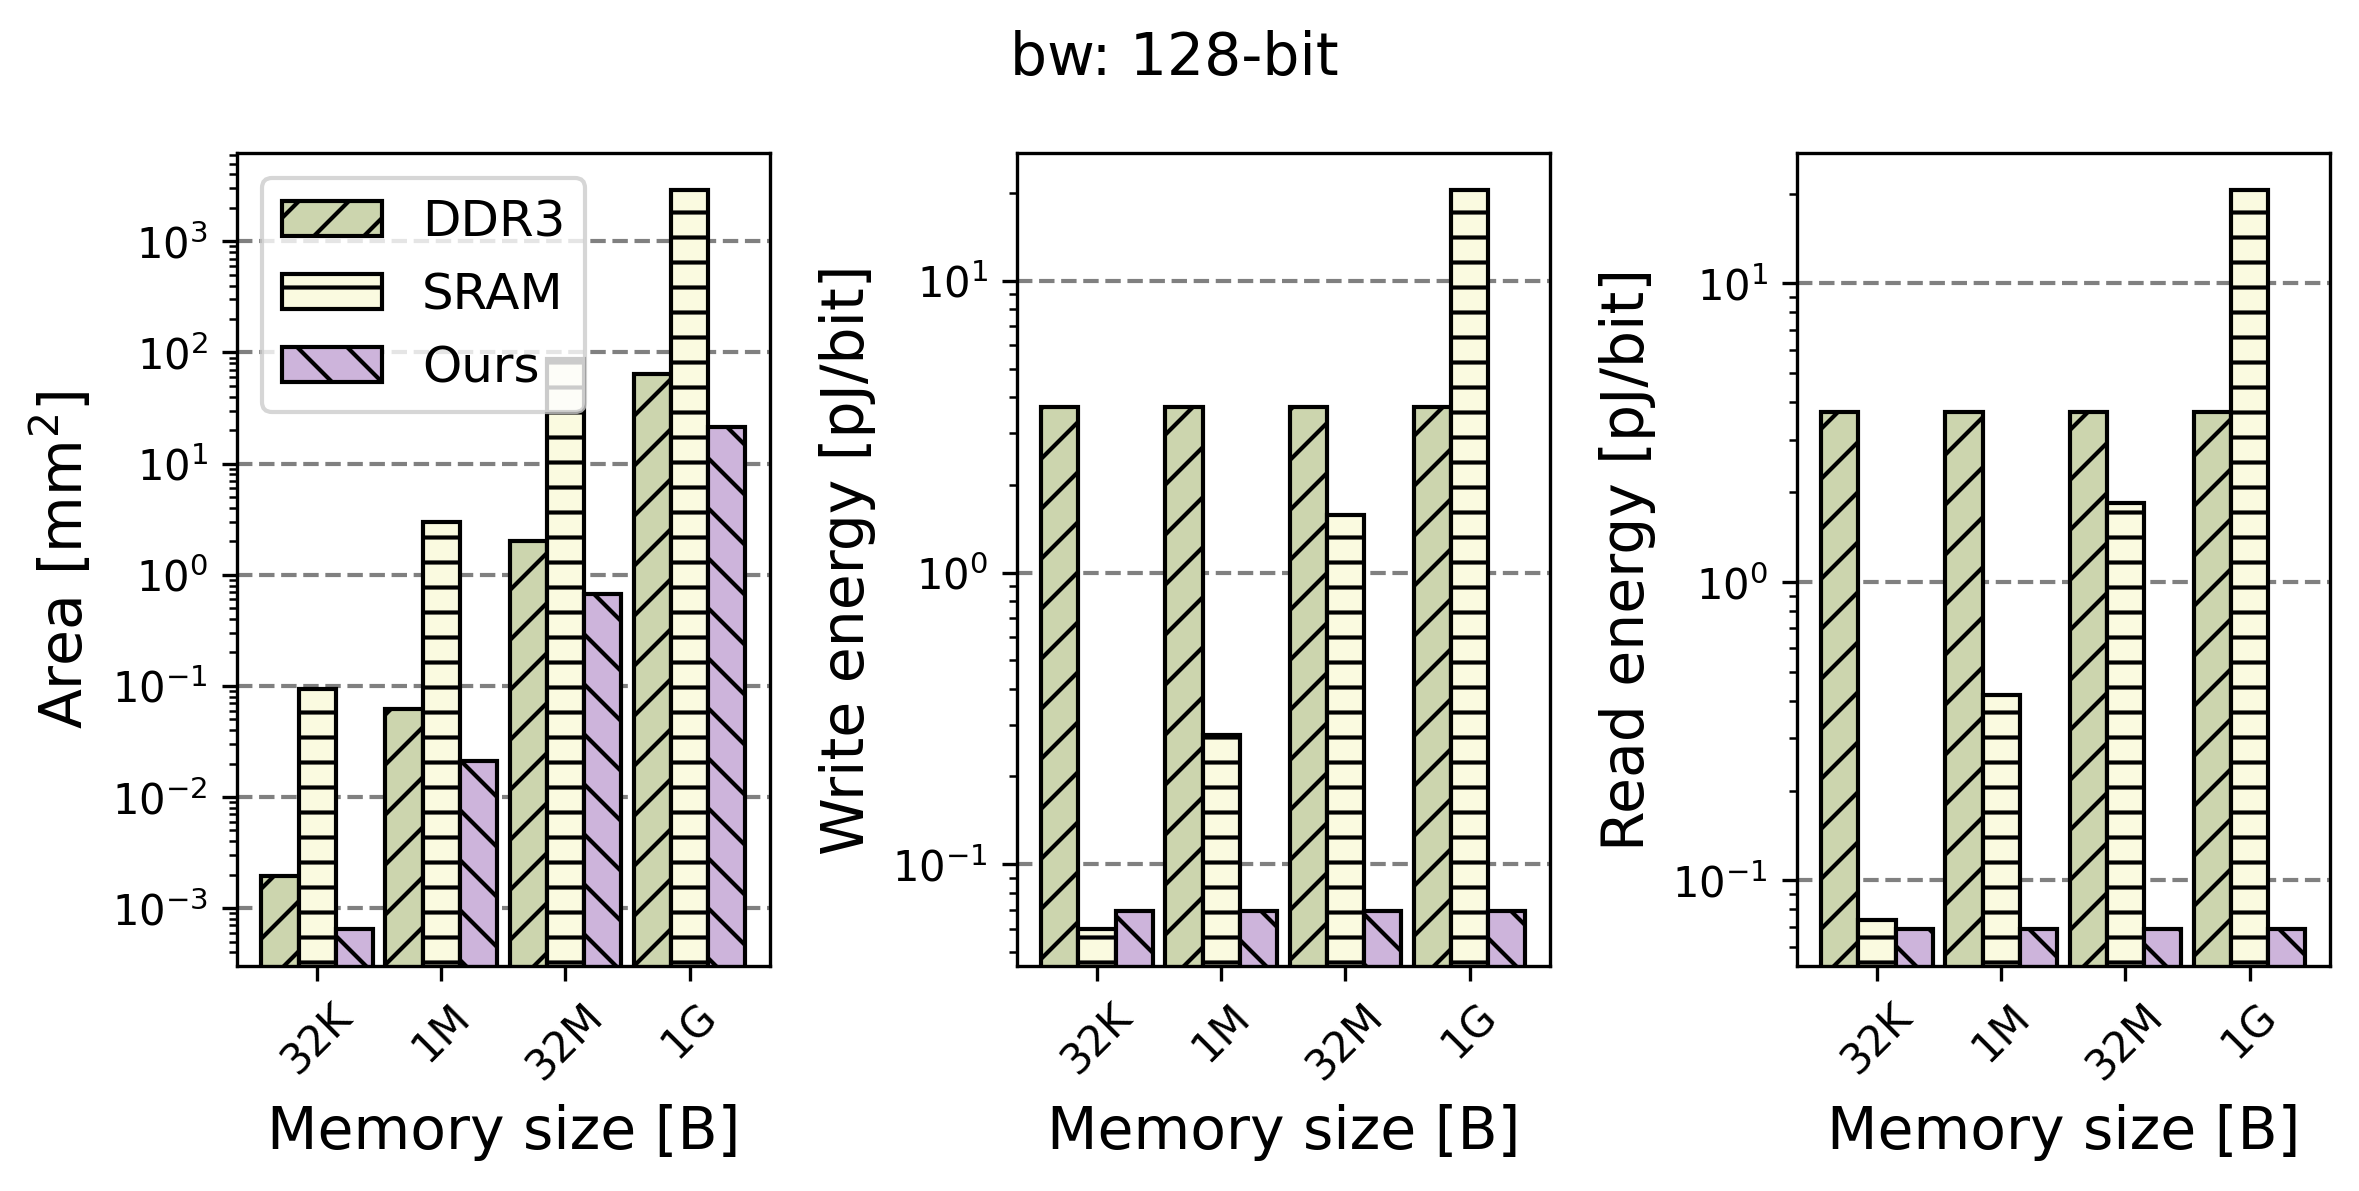 bw: 128-bit
Area [mm²]
10³
10²
10¹
10⁰
10⁻¹
10⁻²
10⁻³
DDR3
SRAM
Ours
32K
1M
32M
1G
Memory size [B]
Write energy [pJ/bit]
10¹
10⁰
10⁻¹
32K
1M
32M
1G
Memory size [B]
Read energy [pJ/bit]
10¹
10⁰
10⁻¹
32K
1M
32M
1G
Memory size [B]